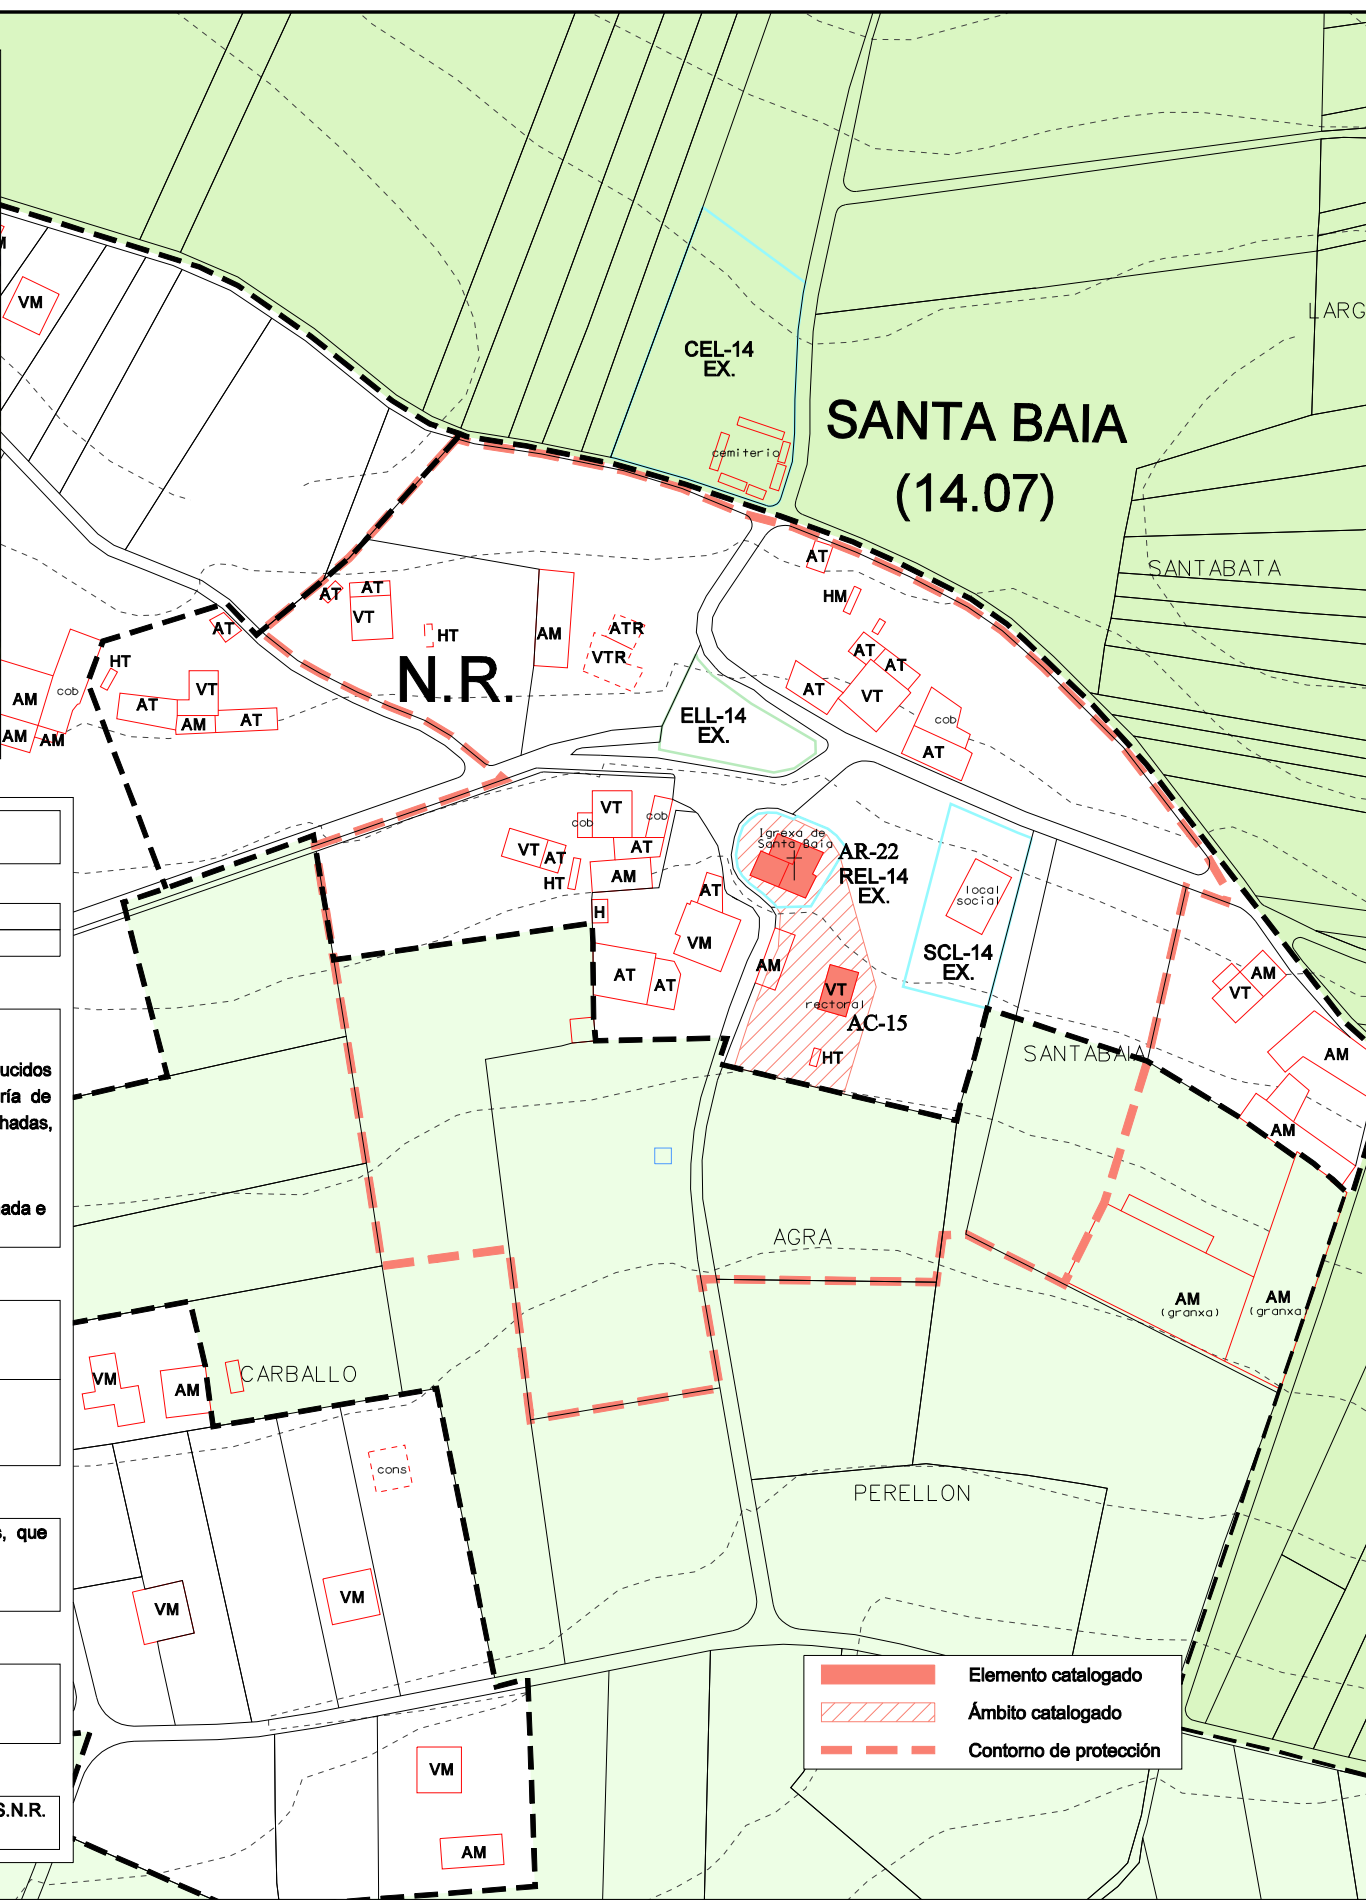 M
VM
CEL-14
EX.
SANTA BAIA
(14.07)
LARG
cemiterio
SANTABATA
AT
HM
AT
AT
VT
AT
HT
AM
ATR
VTR
N.R.
AT
AT
AT
VT
cob
AT
HT
AM
cob
AM
AM
AT
VT
AM
AT
ELL-14
EX.
VT
cob
cob
AT
VT
AT
HT
AM
H
AT
VM
AT
AT
Igrexa de
Santa Baía
AR-22
REL-14
EX.
local
social
SCL-14
EX.
AM
VT
rectoral
AC-15
HT
SANTABAIA
AM
VT
AM
AM
ucidos
ría de
hadas,
ada e
AGRA
AM
(granxa)
AM
(granxa
CARBALLO
VM
AM
cons
PERELLON
s, que
VM
VM
S.N.R.
VM
AM
Elemento catalogado
Ámbito catalogado
Contorno de protección